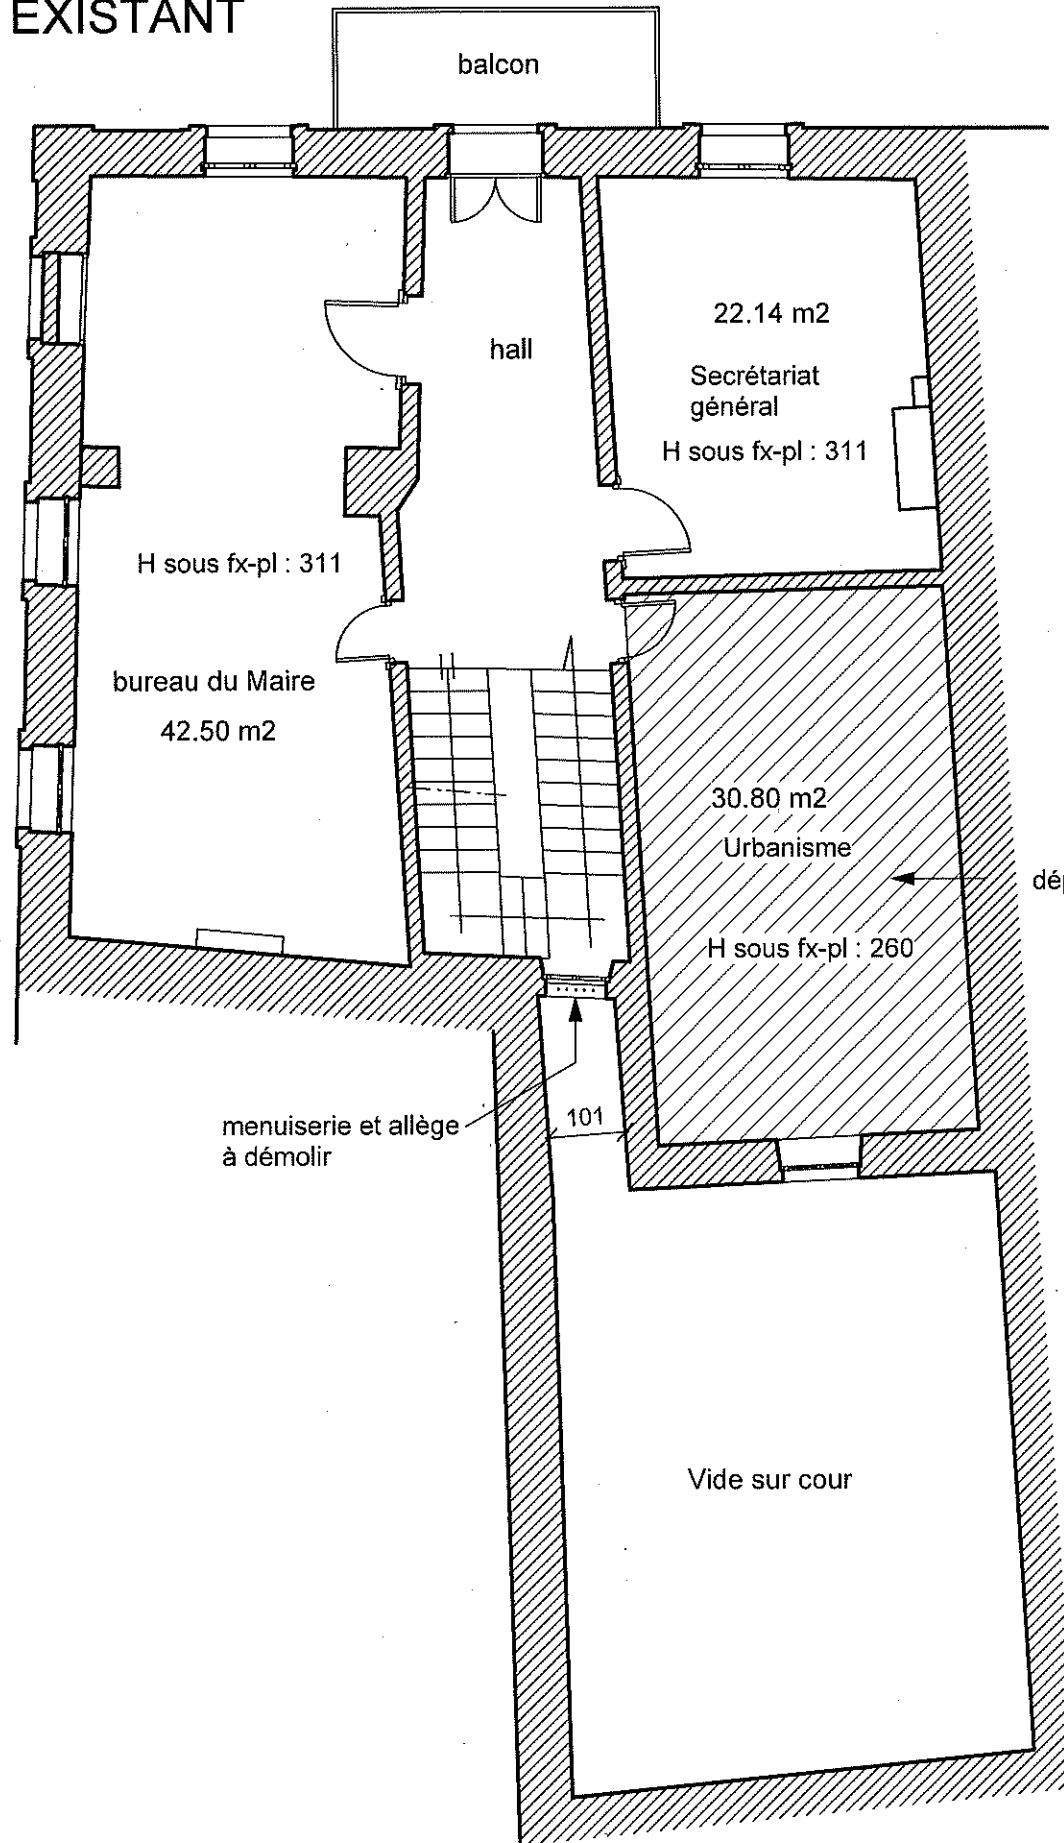 EXISTANT
balcon
22.14 m2
hall
Secrétariat
général
H sous fx-pl : 311
H sous fx-pl : 311
bureau du Maire
42.50 m2
30.80 m2
Urbanisme
H sous fx-pl : 260
menuiserie et allège
à démolir
101
Vide sur cour